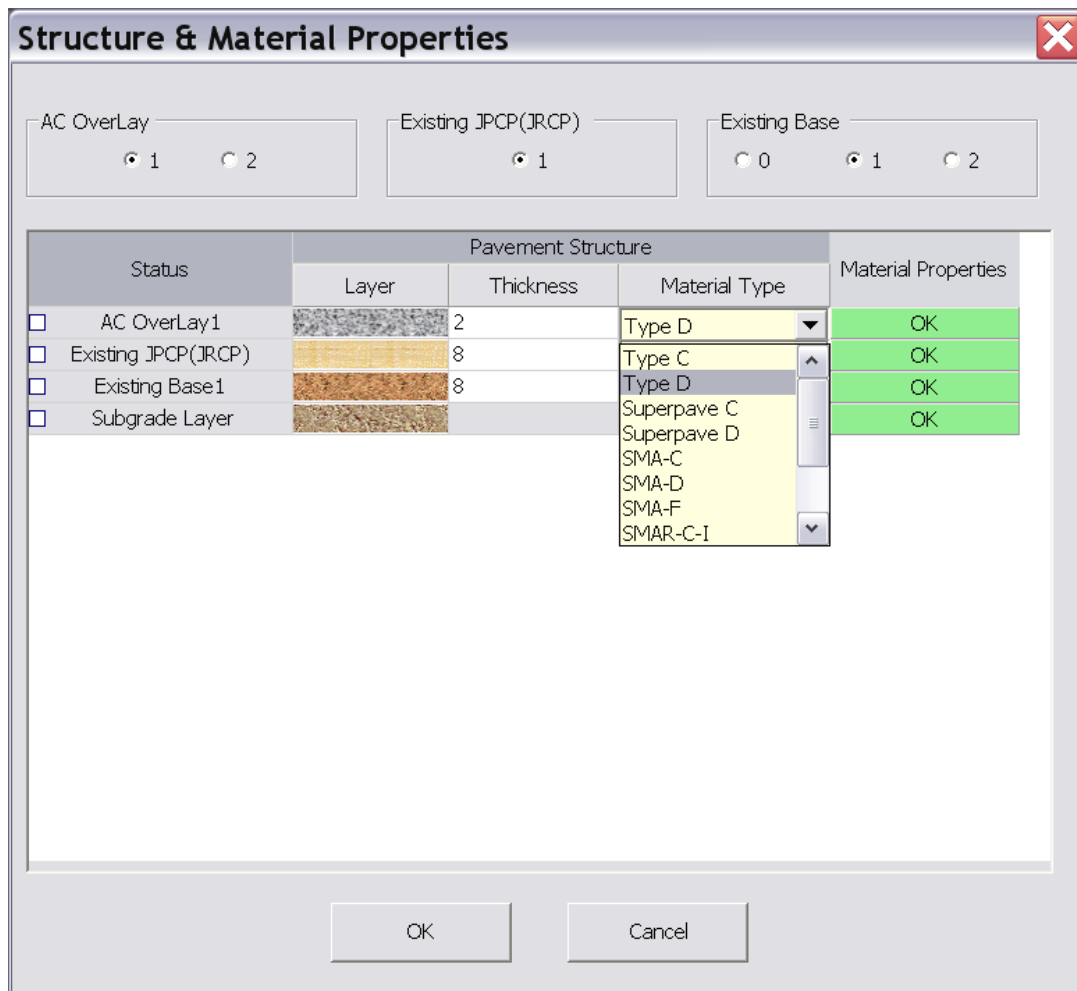 Structure & Material Properties
AC OverLay
1 2
Existing JPCP(JRCP)
1
Existing Base
0 1 2
Status
Pavement Structure
Material Properties
Layer Thickness Material Type
AC OverLay1 2 Type D OK
Existing JPCP(JRCP) 8 OK
Existing Base1 8 OK
Subgrade Layer OK
Type C
Type D
Superpave C
Superpave D
SMA-C
SMA-D
SMA-F
SMAR-C-I
OK Cancel